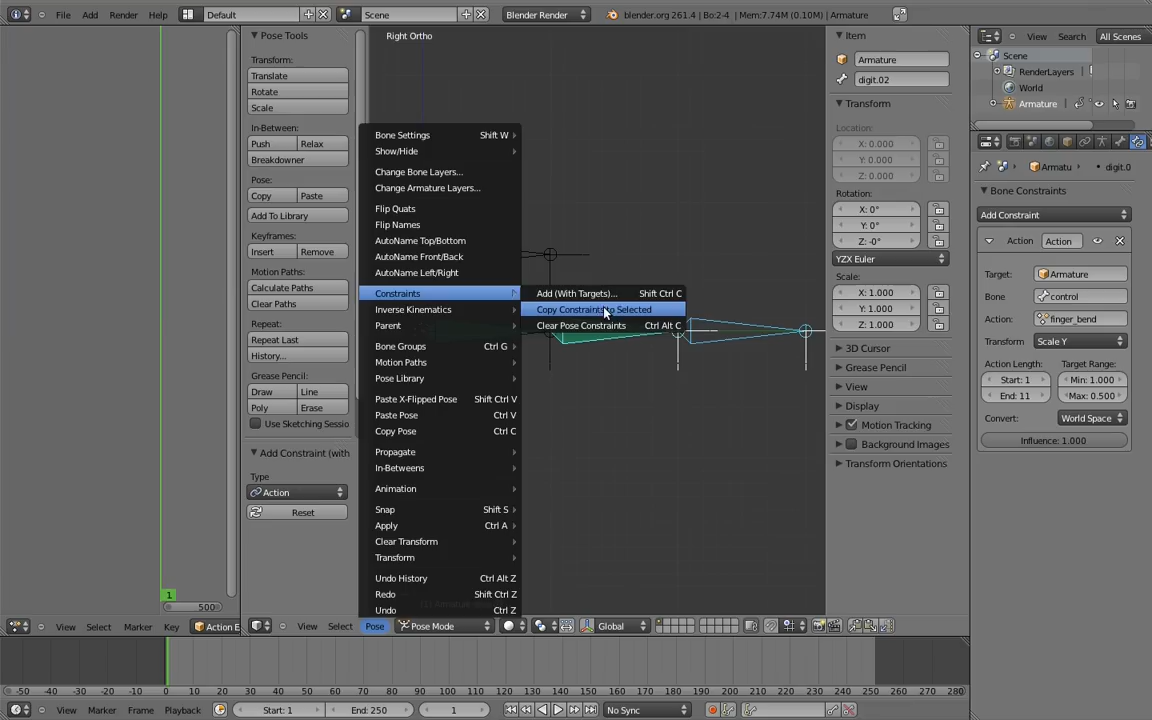 File Add Render Help Default Scene Blender Render blender.org 261.4 | Bo:2-4 | Mem:7.74M (0.10M) | Armature
Pose Tools
Transform:
Translate
Rotate
Scale
In-Between:
Push Relax
Breakdowner
Pose:
Copy Paste
Add To Library
Keyframes:
Insert Remove
Motion Paths:
Calculate Paths
Clear Paths
Repeat:
Repeat Last
History...
Grease Pencil:
Draw Line
Poly Erase
Use Sketching Sessio
Add Constraint (with
Type
Action
Reset
Right Ortho
Bone Settings Shift W
Show/Hide
Change Bone Layers...
Change Armature Layers...
Flip Quats
Flip Names
AutoName Top/Bottom
AutoName Front/Back
AutoName Left/Right
Constraints
Inverse Kinematics
Parent
Bone Groups Ctrl G
Motion Paths
Pose Library
Paste X-Flipped Pose Shift Ctrl V
Paste Pose Ctrl V
Copy Pose Ctrl C
Propagate
In-Betweens
Animation
Snap Shift S
Apply Ctrl A
Clear Transform
Transform
Undo History Ctrl Alt Z
Redo Shift Ctrl Z
Undo Ctrl Z
Add (With Targets)... Shift Ctrl C
Copy Constraints to Selected
Clear Pose Constraints Ctrl Alt C
Item
Armature
digit.02
Transform
Location:
X: 0.000
Y: 0.000
Z: 0.000
Rotation:
X: 0°
Y: 0°
Z: -0°
YZX Euler
Scale:
X: 1.000
Y: 1.000
Z: 1.000
3D Cursor
Grease Pencil
View
Display
Motion Tracking
Background Images
Transform Orientations
View Search All Scenes
Scene
RenderLayers
World
Armature
Armatu digit.0
Bone Constraints
Add Constraint
Action Action
Target: Armature
Bone control
Action: finger_bend
Transform Scale Y
Action Length: Target Range:
Start: 1 Min: 1.000
End: 11 Max: 0.500
Convert: World Space
Influence: 1.000
1
500
View Select Marker Key Action E
View Select Pose Pose Mode Global
-50 -40 -30 -20 -10 0 10 20 30 40 50 60 70 80 90 100 110 120 130 140 150 160 170 180 190 200 210 220 230 240 250 260 270 280
View Marker Frame Playback Start: 1 End: 250 1 No Sync